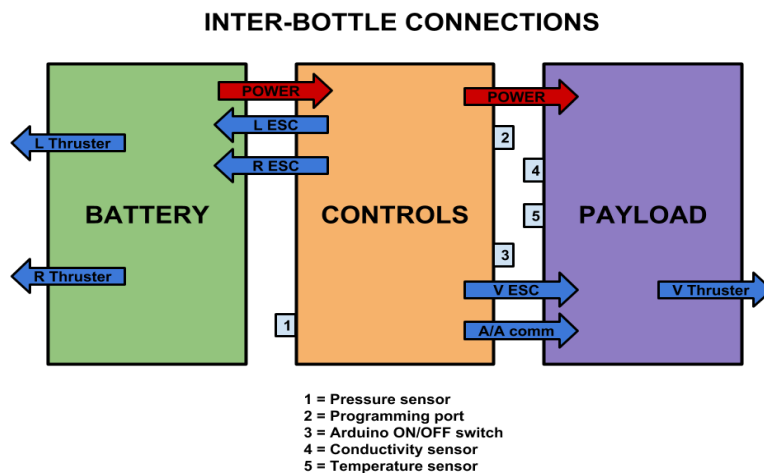 INTER-BOTTLE CONNECTIONS
POWER
POWER
L ESC
L Thruster
2
R ESC
4
BATTERY
CONTROLS
5
PAYLOAD
3
R Thruster
V ESC
V Thruster
1
A/A comm
1 = Pressure sensor
2 = Programming port
3 = Arduino ON/OFF switch
4 = Conductivity sensor
5 = Temperature sensor